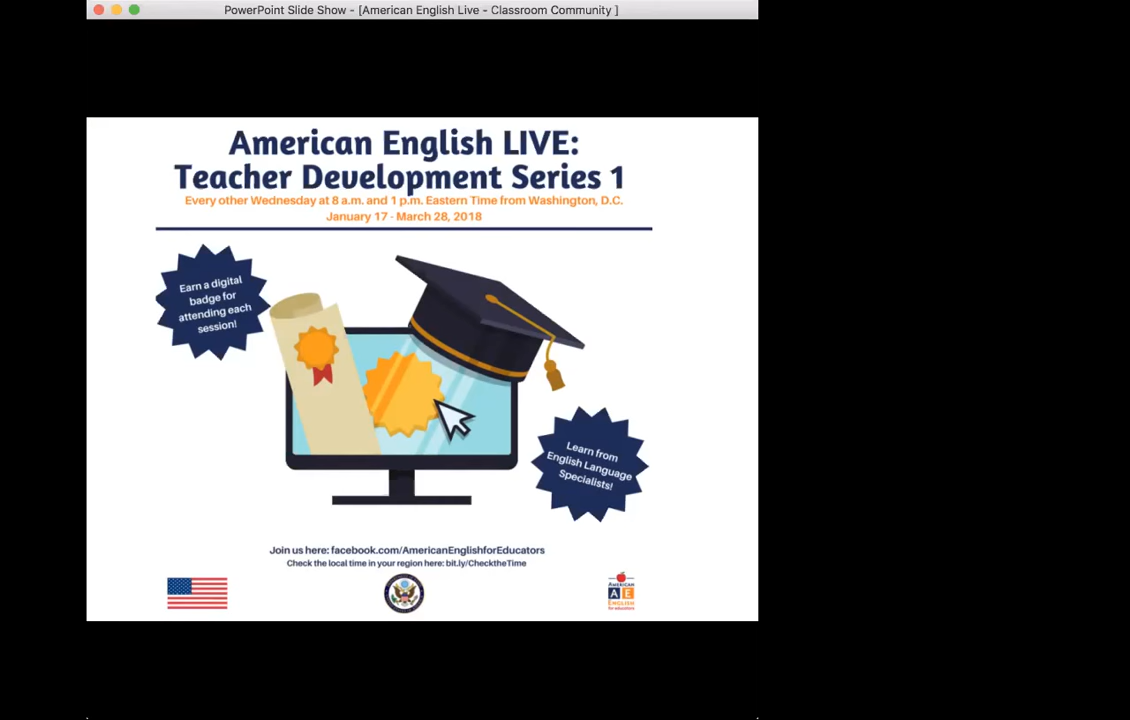 PowerPoint Slide Show - [American English Live - Classroom Community ]
American English LIVE:
Teacher Development Series 1
Every other Wednesday at 8 a.m. and 1 p.m. Eastern Time from Washington, D.C.
January 17 - March 28, 2018
Earn a digital
badge for
attending each
session!
Learn from
English Language
Specialists!
Join us here: facebook.com/AmericanEnglishforEducators
Check the local time in your region here: bit.ly/ChecktheTime
AMERICAN
A E
ENGLISH
for educators